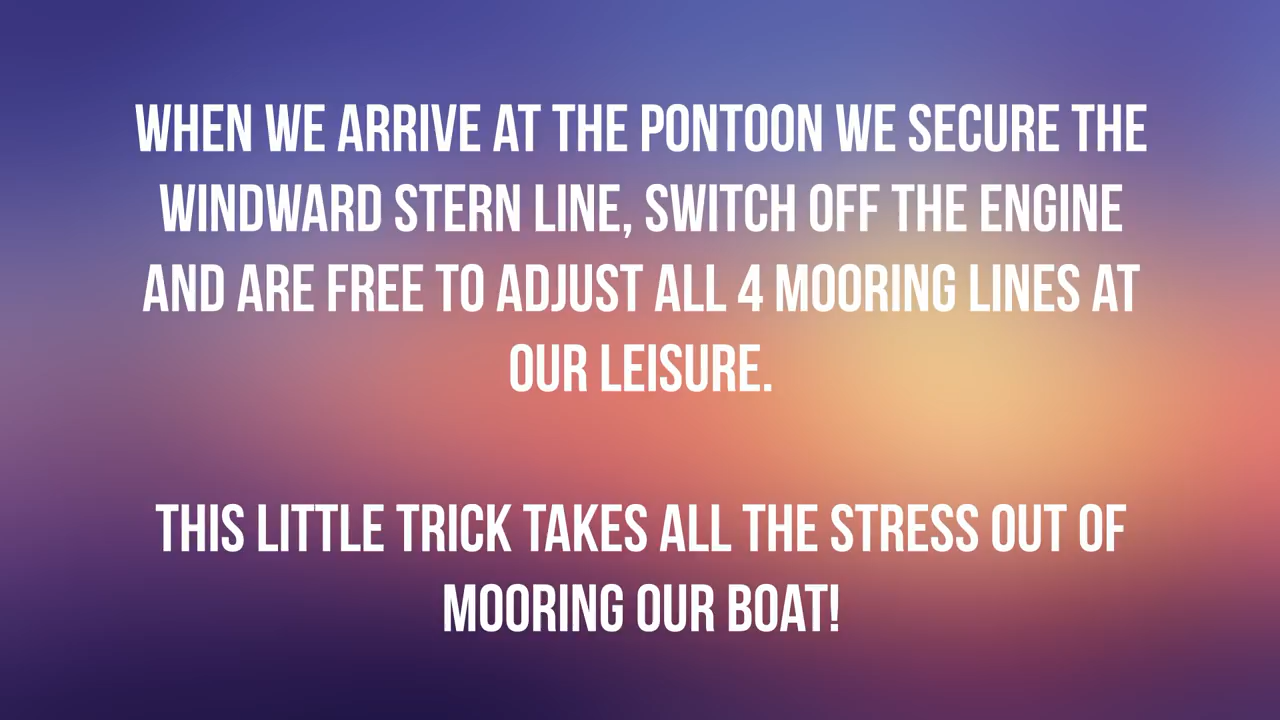 WHEN WE ARRIVE AT THE PONTOON WE SECURE THE
WINDWARD STERN LINE, SWITCH OFF THE ENGINE
AND ARE FREE TO ADJUST ALL 4 MOORING LINES AT
OUR LEISURE.
THIS LITTLE TRICK TAKES ALL THE STRESS OUT OF
MOORING OUR BOAT!